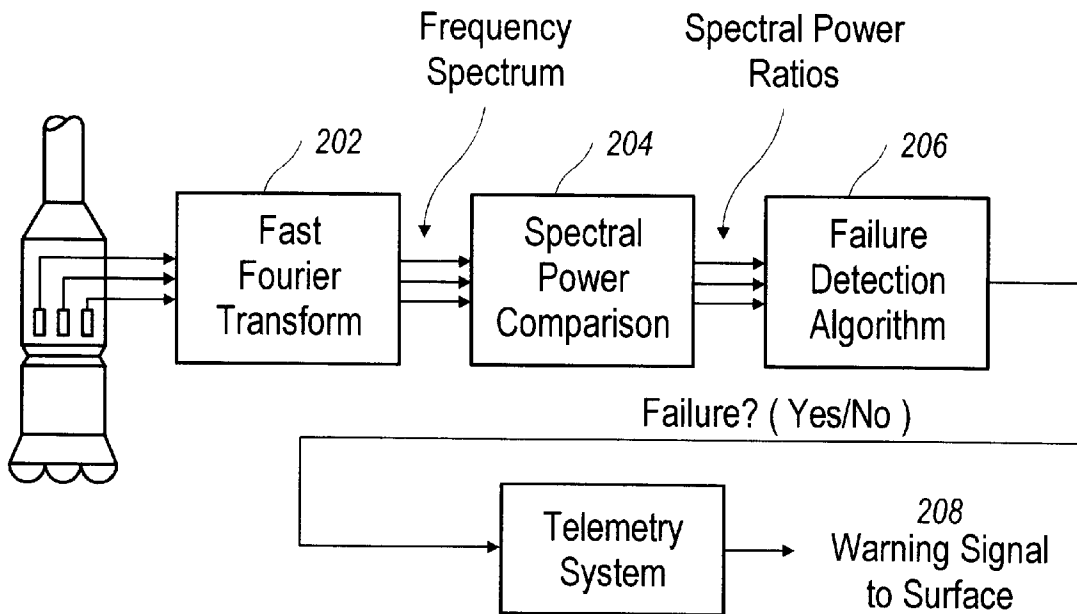 Frequency
Spectrum
Spectral Power
Ratios
202
204
206
Fast
Fourier
Transform
Spectral
Power
Comparison
Failure
Detection
Algorithm
Failure? ( Yes/No )
Telemetry
System
208
Warning Signal
to Surface